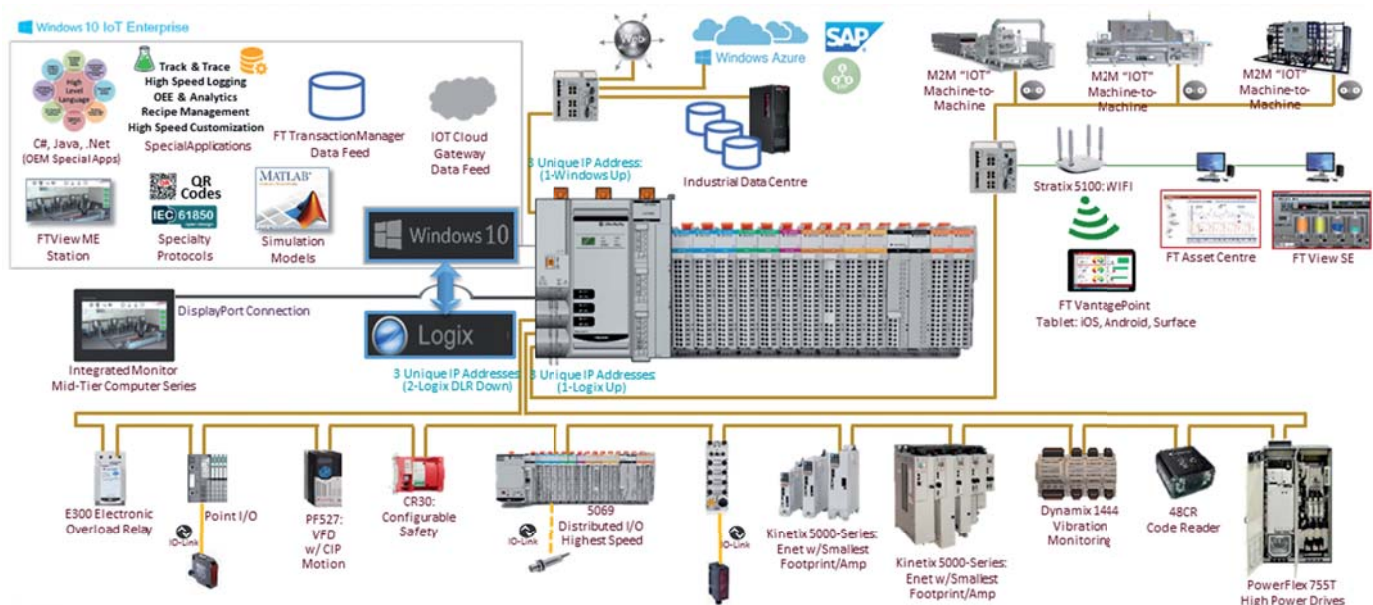 Windows 10 IoT Enterprise
High
Level
Language
C#, Java, .Net
(OEM Special Apps)
Track & Trace
High Speed Logging
OEE & Analytics
Recipe Management
High Speed Customization
Special Applications
FT TransactionManager
Data Feed
IOT Cloud
Gateway
Data Feed
FTView ME
Station
QR
Codes
IEC 61850
Specialty
Protocols
MATLAB
Simulation
Models
Windows 10
Logix
Web
Windows Azure
SAP
Industrial Data Centre
3 Unique IP Address:
(1-Windows Up)
M2M "IOT"
Machine-to-
Machine
M2M "IOT"
Machine-to-
Machine
M2M "IOT"
Machine-to-
Machine
Stratix 5100: WIFI
FT Asset Centre
FT View SE
FT VantagePoint
Tablet: iOS, Android, Surface
DisplayPort Connection
Integrated Monitor
Mid-Tier Computer Series
3 Unique IP Addresses:
(2-Logix DLR Down)
3 Unique IP Addresses:
(1-Logix Up)
E300 Electronic
Overload Relay
Point I/O
IO-Link
PF527:
VFD
w/ CIP
Motion
CR30:
Configurable
Safety
5069
Distributed I/O
Highest Speed
IO-Link
IO-Link
Kinetix 5000-Series:
Enet w/Smallest
Footprint/Amp
Kinetix 5000-Series:
Enet w/Smallest
Footprint/Amp
Dynamix 1444
Vibration
Monitoring
48CR
Code Reader
PowerFlex 755T
High Power Drives